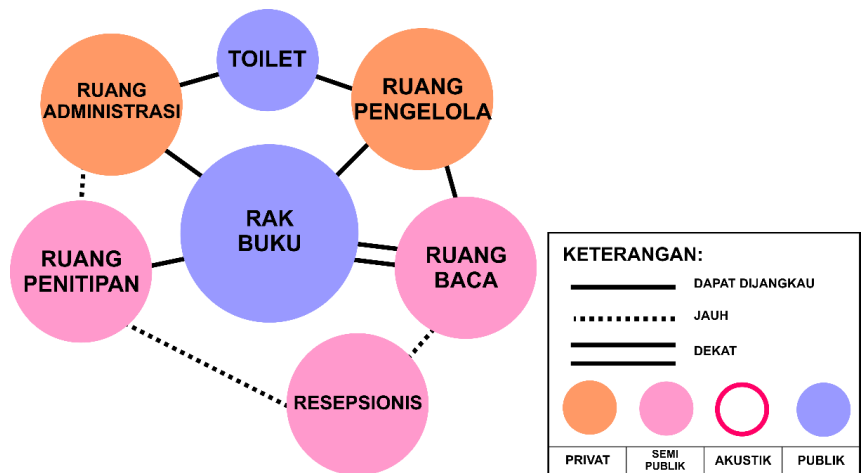 TOILET
RUANG
ADMINISTRASI
RUANG
PENGELOLA
RAK
BUKU
RUANG
PENITIPAN
RUANG
BACA
RESEPSIONIS
KETERANGAN:
DAPAT DIJANGKAU
JAUH
DEKAT
PRIVAT
SEMI
PUBLIK
AKUSTIK
PUBLIK